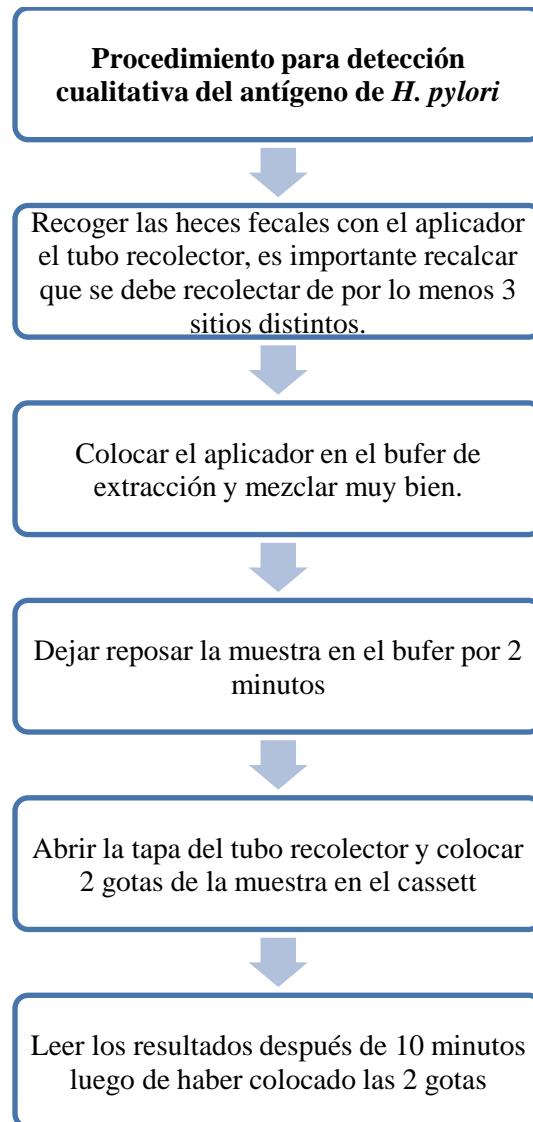 Procedimiento para detección
cualitativa del antígeno de H. pylori
Recoger las heces fecales con el aplicador
el tubo recolector, es importante recalcar
que se debe recolectar de por lo menos 3
sitios distintos.
Colocar el aplicador en el bufer de
extracción y mezclar muy bien.
Dejar reposar la muestra en el bufer por 2
minutos
Abrir la tapa del tubo recolector y colocar
2 gotas de la muestra en el cassett
Leer los resultados después de 10 minutos
luego de haber colocado las 2 gotas